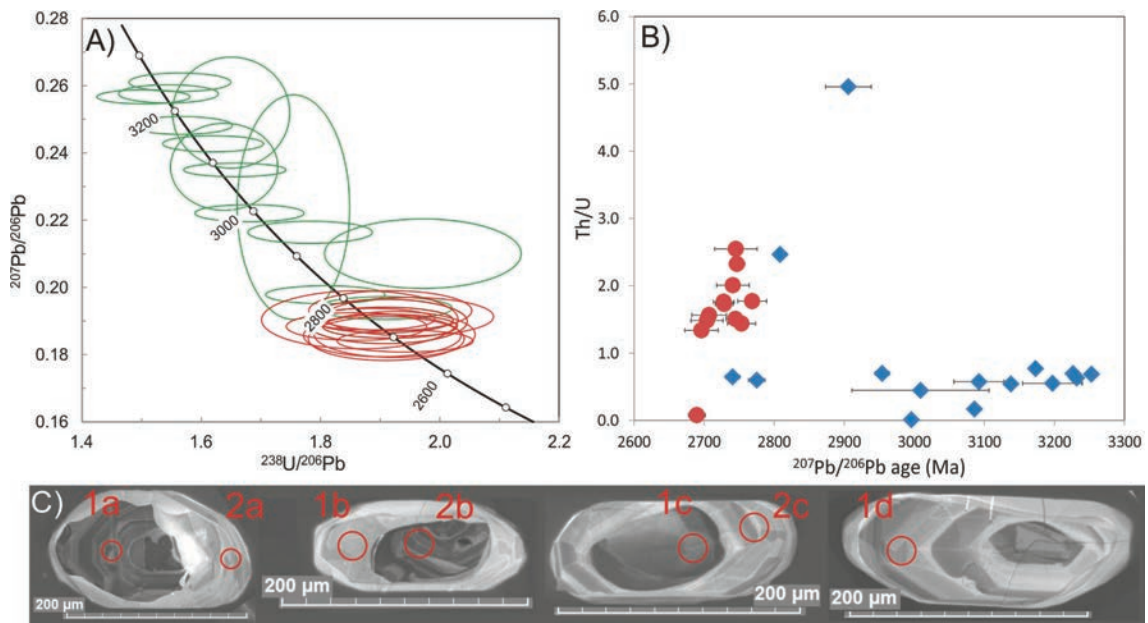 A)
0.28
0.26
0.24
0.22
0.20
0.18
0.16
²⁰⁷Pb/²⁰⁶Pb
3200
3000
2800
2600
1.4 1.6 1.8 2.0 2.2
²³⁸U/²⁰⁶Pb
B)
6.0
5.0
4.0
3.0
2.0
1.0
0.0
Th/U
2600 2700 2800 2900 3000 3100 3200 3300
²⁰⁷Pb/²⁰⁶Pb age (Ma)
C)
1a 2a 1b 2b 1c 2c 1d
200 µm 200 µm 200 µm 200 µm